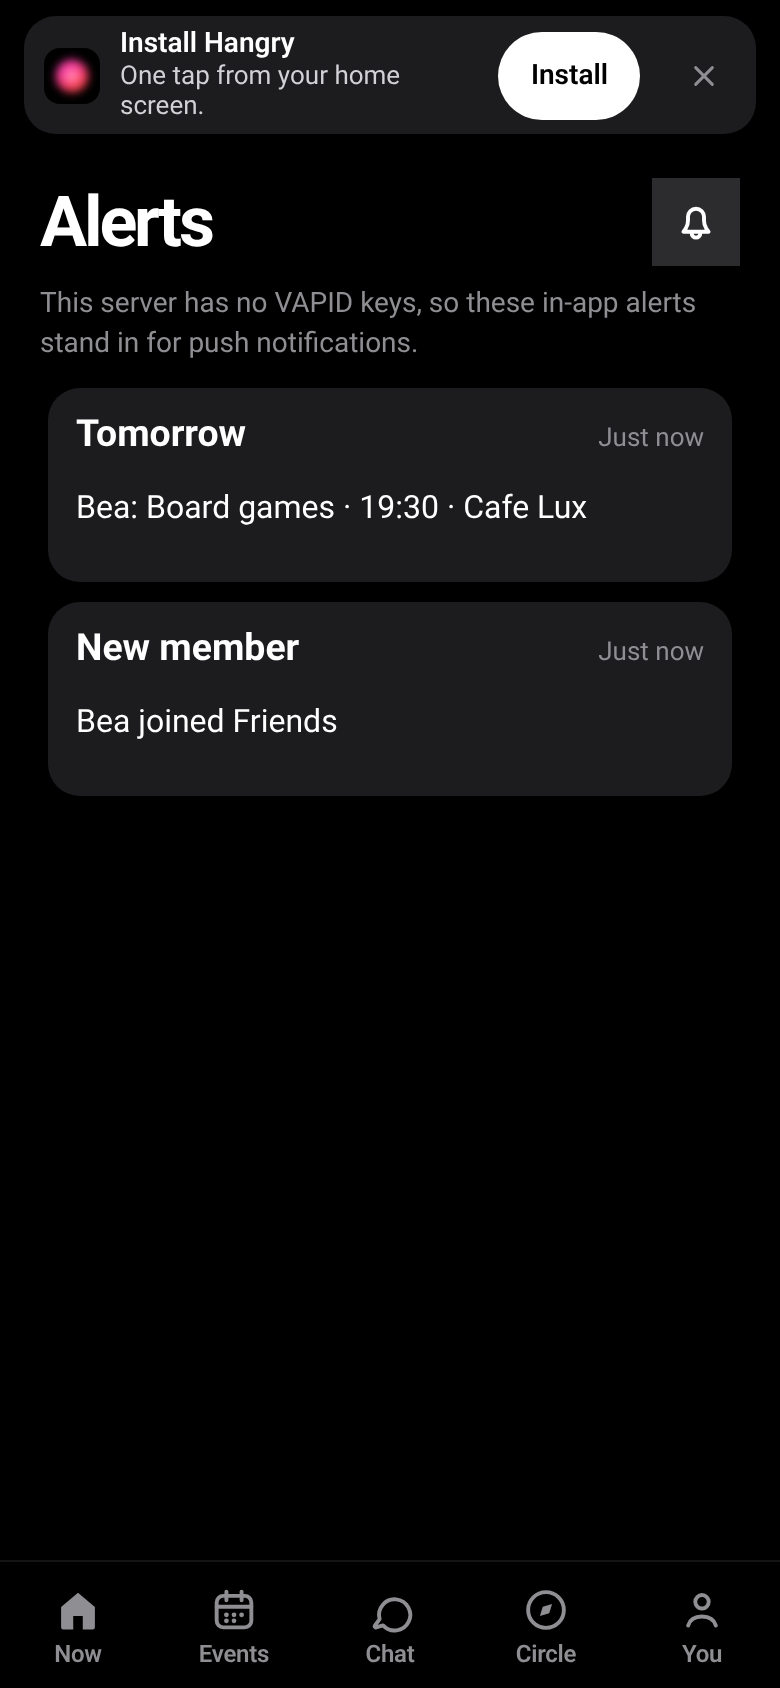 Install Hangry
One tap from your home
screen.
Install
Alerts
This server has no VAPID keys, so these in-app alerts
stand in for push notifications.
Tomorrow
Just now
Bea: Board games · 19:30 · Cafe Lux
New member
Just now
Bea joined Friends
Now
Events
Chat
Circle
You